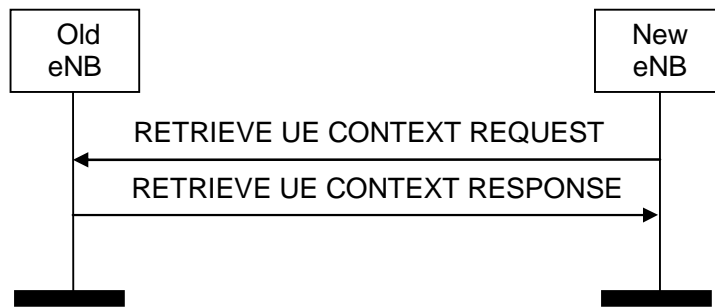 Old
eNB
New
eNB
RETRIEVE UE CONTEXT REQUEST
RETRIEVE UE CONTEXT RESPONSE